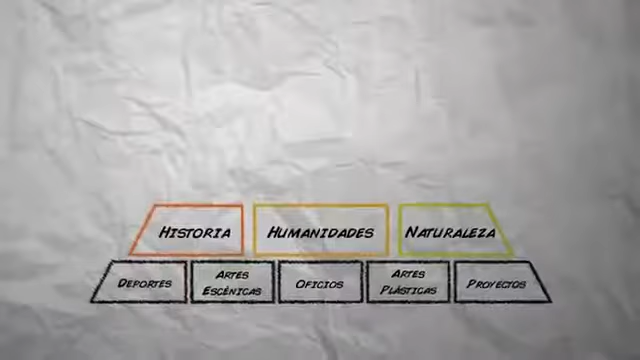 HISTORIA
HUMANIDADES
NATURALEZA
DEPORTES
ARTES
ESCÉNICAS
OFICIOS
ARTES
PLÁSTICAS
PROYECTOS